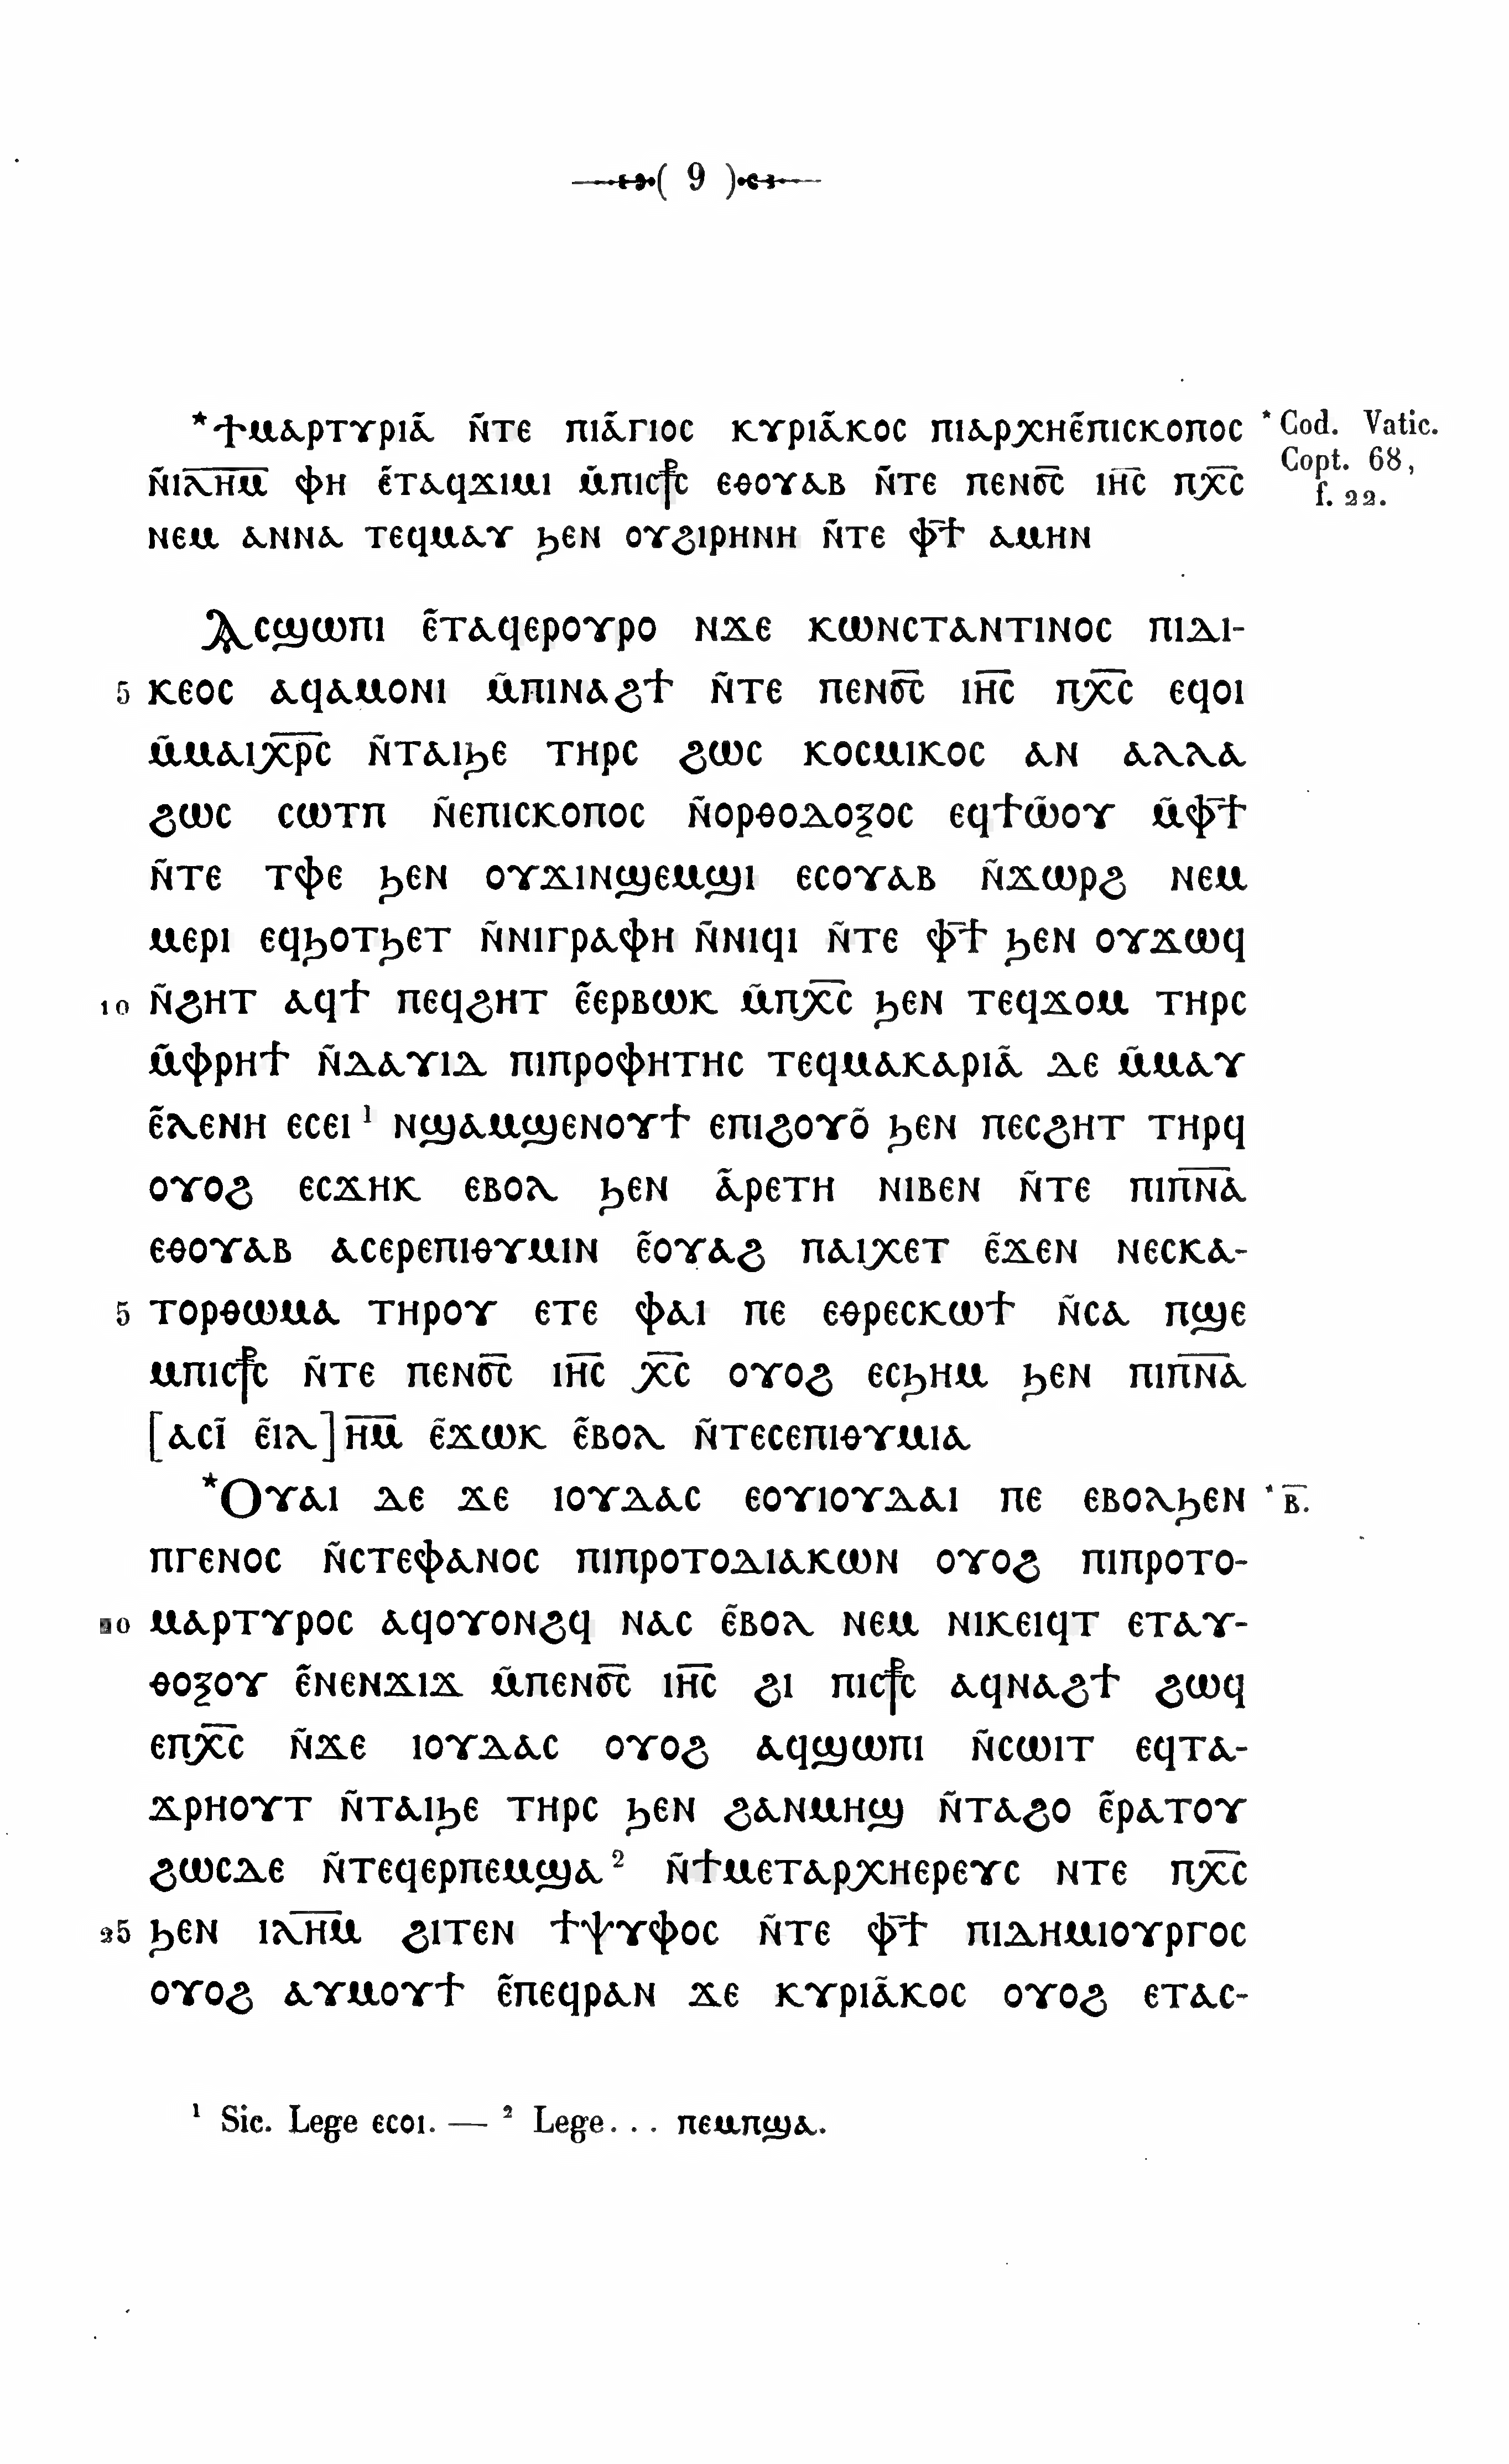 ( 9 )
*ϯⲙⲁⲣⲧⲩⲣⲓⲁ̃ ⲛ̃ⲧⲉ ⲡⲓⲁ̃ⲅⲓⲟⲥ ⲕⲩⲣⲓⲁ̃ⲕⲟⲥ ⲡⲓⲁⲣⲭⲏⲉ̃ⲡⲓⲥⲕⲟⲡⲟⲥ * Cod. Vatic.
ⲛ̃ⲓⲗ̅ⲏ̅ⲙ̅ ⲫⲏ ⲉ̃ⲧⲁϥϫⲓⲙⲓ ⲙ̃ⲡⲓⲥ⳨ⲥ ⲉⲑⲟⲩⲁⲃ ⲛ̃ⲧⲉ ⲡⲉⲛϭ̅ⲥ̅ ⲓⲏ̅ⲥ̅ ⲡⲭ̅ⲥ̅ Copt. 68,
f. 22.
ⲛⲉⲙ ⲁⲛⲛⲁ ⲧⲉϥⲙⲁⲩ ϧⲉⲛ ⲟⲩϩⲓⲣⲏⲛⲏ ⲛ̃ⲧⲉ ⲫ̅ϯ ⲁⲙⲏⲛ
Ⲁⲥϣⲱⲡⲓ ⲉ̃ⲧⲁϥⲉⲣⲟⲩⲣⲟ ⲛϫⲉ ⲕⲱⲛⲥⲧⲁⲛⲧⲓⲛⲟⲥ ⲡⲓⲇⲓ-
5 ⲕⲉⲟⲥ ⲁϥⲁⲙⲟⲛⲓ ⲙ̃ⲡⲓⲛⲁϩϯ ⲛ̃ⲧⲉ ⲡⲉⲛϭ̅ⲥ̅ ⲓⲏ̅ⲥ̅ ⲡⲭ̅ⲥ̅ ⲉϥⲟⲓ
ⲙ̃ⲙⲁⲓⲭ̅ⲣ̅ⲥ ⲛ̃ⲧⲁⲓϧⲉ ⲧⲏⲣⲥ ϩⲱⲥ ⲕⲟⲥⲙⲓⲕⲟⲥ ⲁⲛ ⲁⲗⲗⲁ
ϩⲱⲥ ⲥⲱⲧⲡ ⲛ̃ⲉⲡⲓⲥⲕⲟⲡⲟⲥ ⲛ̃ⲟⲣⲑⲟⲇⲟⲝⲟⲥ ⲉϥϯⲱ̃ⲟⲩ ⲙ̃ⲫ̅ϯ
ⲛ̃ⲧⲉ ⲧⲫⲉ ϧⲉⲛ ⲟⲩϫⲓⲛϣⲉⲙϣⲓ ⲉⲥⲟⲩⲁⲃ ⲛ̃ϫⲱⲣϩ ⲛⲉⲙ
ⲙⲉⲣⲓ ⲉϥϧⲟⲧϧⲉⲧ ⲛ̃ⲛⲓⲅⲣⲁⲫⲏ ⲛ̃ⲛⲓϥⲓ ⲛ̃ⲧⲉ ⲫ̅ϯ ϧⲉⲛ ⲟⲩϫⲱϥ
10 ⲛ̃ϩⲏⲧ ⲁϥϯ ⲡⲉϥϩⲏⲧ ⲉ̃ⲉⲣⲃⲱⲕ ⲙ̃ⲡⲭ̅ⲥ̅ ϧⲉⲛ ⲧⲉϥϫⲟⲙ ⲧⲏⲣⲥ
ⲙ̃ⲫⲣⲏϯ ⲛ̃ⲇⲁⲩⲓⲇ ⲡⲓⲡⲣⲟⲫⲏⲧⲏⲥ ⲧⲉϥⲙⲁⲕⲁⲣⲓⲁ̃ ⲇⲉ ⲙ̃ⲙⲁⲩ
ⲉ̃ⲗⲉⲛⲏ ⲉⲥⲉⲓ¹ ⲛϣⲁⲙϣⲉⲛⲟⲩϯ ⲉⲡⲓϩⲟⲩⲟ̃ ϧⲉⲛ ⲡⲉⲥϩⲏⲧ ⲧⲏⲣϥ
ⲟⲩⲟϩ ⲉⲥϫⲏⲕ ⲉⲃⲟⲗ ϧⲉⲛ ⲁ̃ⲣⲉⲧⲏ ⲛⲓⲃⲉⲛ ⲛ̃ⲧⲉ ⲡⲓⲡ̅ⲛ̅ⲁ̅
ⲉⲑⲟⲩⲁⲃ ⲁⲥⲉⲣⲉⲡⲓⲑⲩⲙⲓⲛ ⲉ̃ⲟⲩⲁϩ ⲡⲁⲓⲭⲉⲧ ⲉ̃ϫⲉⲛ ⲛⲉⲥⲕⲁ-
5 ⲧⲟⲣⲑⲱⲙⲁ ⲧⲏⲣⲟⲩ ⲉⲧⲉ ⲫⲁⲓ ⲡⲉ ⲉⲑⲣⲉⲥⲕⲱϯ ⲛ̃ⲥⲁ ⲡϣⲉ
ⲙⲡⲓⲥ⳨ⲥ ⲛ̃ⲧⲉ ⲡⲉⲛϭ̅ⲥ̅ ⲓⲏ̅ⲥ̅ ⲭ̅ⲥ̅ ⲟⲩⲟϩ ⲉⲥϧⲏⲙ ϧⲉⲛ ⲡⲓⲡ̅ⲛ̅ⲁ̅
[ⲁⲥⲓ̃ ⲉ̃ⲓⲗ]ⲏ̅ⲙ̅ ⲉ̃ϫⲱⲕ ⲉ̃ⲃⲟⲗ ⲛ̃ⲧⲉⲥⲉⲡⲓⲑⲩⲙⲓⲁ
*Ⲟⲩⲁⲓ ⲇⲉ ϫⲉ ⲓⲟⲩⲇⲁⲥ ⲉⲟⲩⲓⲟⲩⲇⲁⲓ ⲡⲉ ⲉⲃⲟⲗϧⲉⲛ * ⲃ̅.
ⲡⲅⲉⲛⲟⲥ ⲛ̃ⲥⲧⲉⲫⲁⲛⲟⲥ ⲡⲓⲡⲣⲟⲧⲟⲇⲓⲁⲕⲱⲛ ⲟⲩⲟϩ ⲡⲓⲡⲣⲟⲧⲟ-
20 ⲙⲁⲣⲧⲩⲣⲟⲥ ⲁϥⲟⲩⲟⲛϩϥ ⲛⲁⲥ ⲉ̃ⲃⲟⲗ ⲛⲉⲙ ⲛⲓⲕⲉⲓϥⲧ ⲉⲧⲁⲩ-
ⲑⲟⲝⲟⲩ ⲉ̃ⲛⲉⲛϫⲓϫ ⲙ̃ⲡⲉⲛϭ̅ⲥ̅ ⲓⲏ̅ⲥ̅ ϩⲓ ⲡⲓⲥ⳨ⲥ ⲁϥⲛⲁϩϯ ϩⲱϥ
ⲉⲡⲭ̅ⲥ̅ ⲛ̃ϫⲉ ⲓⲟⲩⲇⲁⲥ ⲟⲩⲟϩ ⲁϥϣⲱⲡⲓ ⲛ̃ⲥⲱⲓⲧ ⲉϥⲧⲁ-
ϫⲣⲏⲟⲩⲧ ⲛ̃ⲧⲁⲓϧⲉ ⲧⲏⲣⲥ ϧⲉⲛ ϩⲁⲛⲙⲏϣ ⲛ̃ⲧⲁϩⲟ ⲉ̃ⲣⲁⲧⲟⲩ
ϩⲱⲥⲇⲉ ⲛ̃ⲧⲉϥⲉⲣⲡⲉⲙϣⲁ² ⲛ̃ϯⲙⲉⲧⲁⲣⲭⲏⲉⲣⲉⲩⲥ ⲛⲧⲉ ⲡⲭ̅ⲥ̅
25 ϧⲉⲛ ⲓⲗ̅ⲏ̅ⲙ̅ ϩⲓⲧⲉⲛ ϯⲯⲩⲫⲟⲥ ⲛ̃ⲧⲉ ⲫ̅ϯ ⲡⲓⲇⲏⲙⲓⲟⲩⲣⲅⲟⲥ
ⲟⲩⲟϩ ⲁⲩⲙⲟⲩϯ ⲉ̃ⲡⲉϥⲣⲁⲛ ϫⲉ ⲕⲩⲣⲓⲁ̃ⲕⲟⲥ ⲟⲩⲟϩ ⲉⲧⲁⲥ-
¹ Sic. Lege ⲉⲥⲟⲓ. — ² Lege... ⲡⲉⲙⲡϣⲁ.